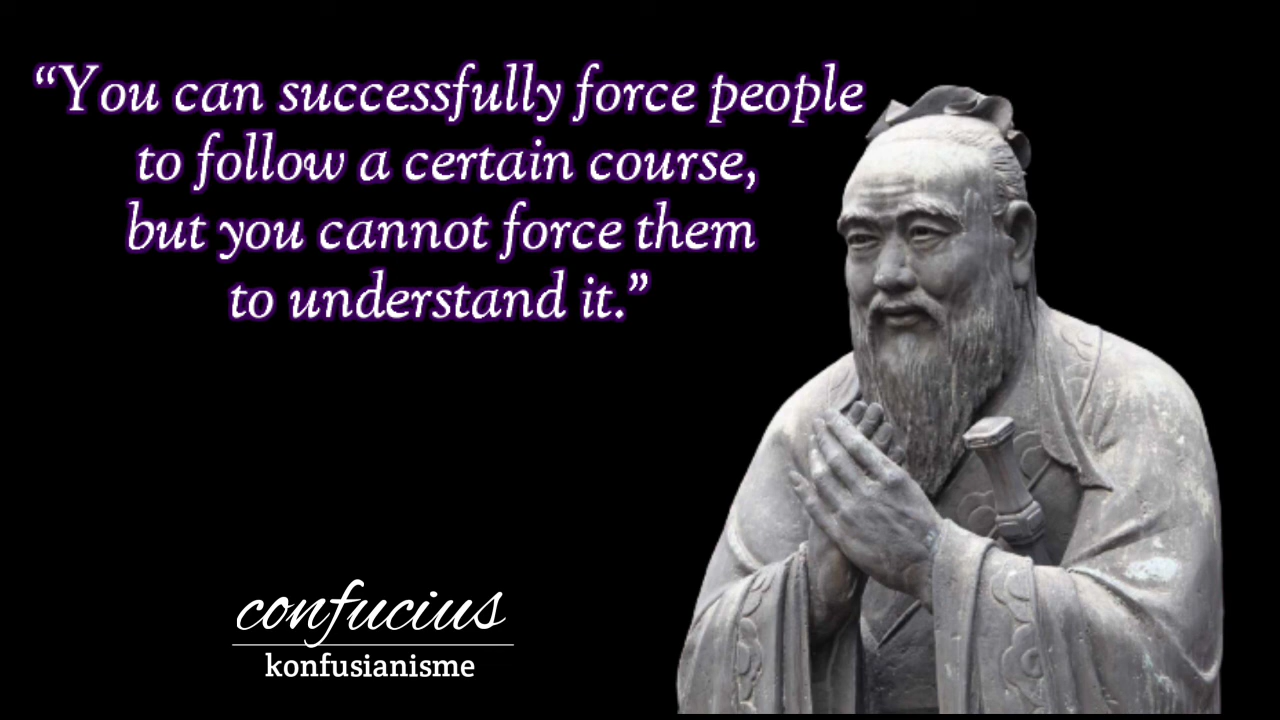 “You can successfully force people
to follow a certain course,
but you cannot force them
to understand it.”
confucius
konfusianisme